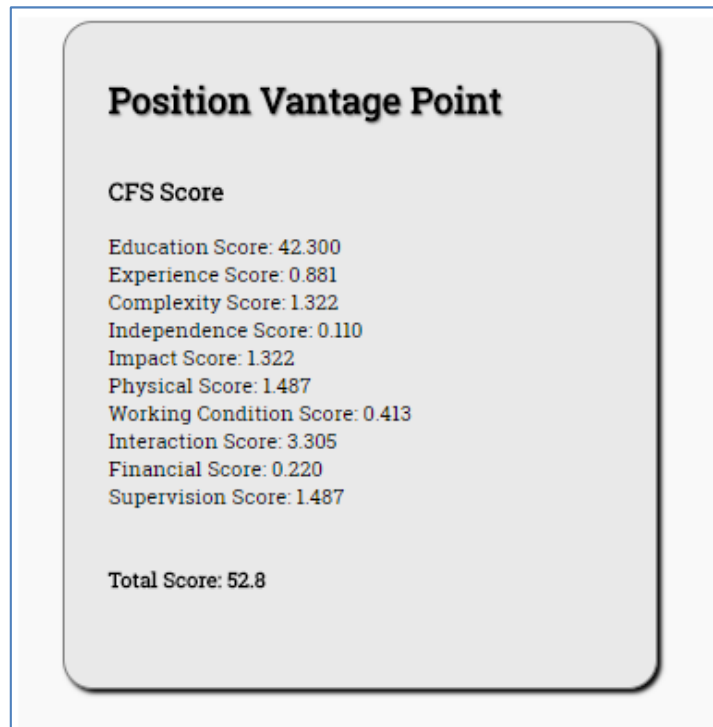 Position Vantage Point
CFS Score
Education Score: 42.300
Experience Score: 0.881
Complexity Score: 1.322
Independence Score: 0.110
Impact Score: 1.322
Physical Score: 1.487
Working Condition Score: 0.413
Interaction Score: 3.305
Financial Score: 0.220
Supervision Score: 1.487
Total Score: 52.8